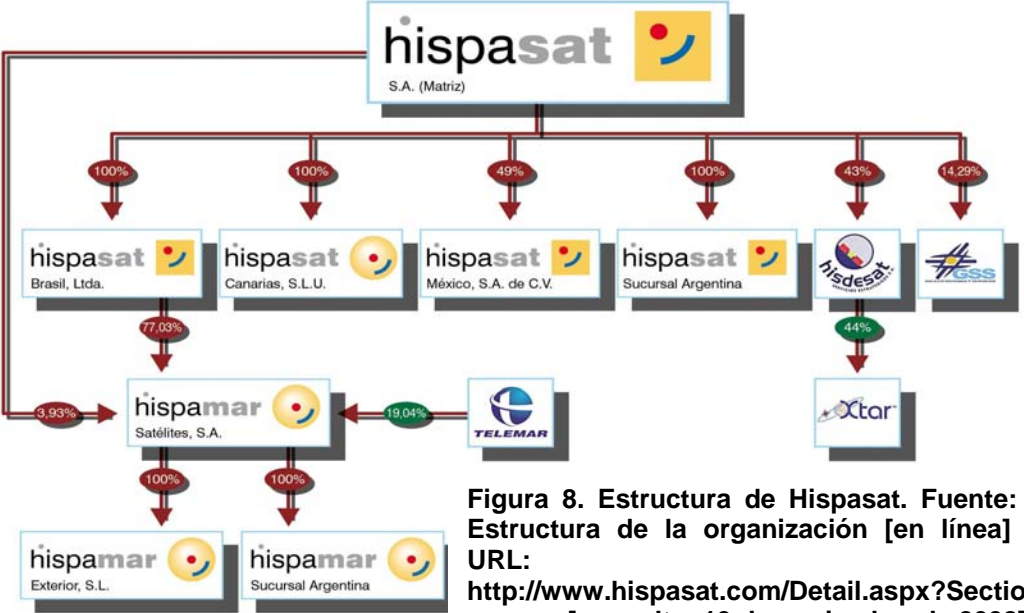 hispasat
S.A. (Matriz)
100%
100%
49%
100%
43%
14,29%
hispasat
Brasil, Ltda.
hispasat
Canarias, S.L.U.
hispasat
México, S.A. de C.V.
hispasat
Sucursal Argentina
hisdesat
GSS
77,03%
44%
3,93%
hispamar
Satélites, S.A.
19,04%
TELEMAR
Xtar
100%
100%
hispamar
Exterior, S.L.
hispamar
Sucursal Argentina
Figura 8. Estructura de Hispasat. Fuente:
Estructura de la organización [en línea]
URL:
http://www.hispasat.com/Detail.aspx?Sectio